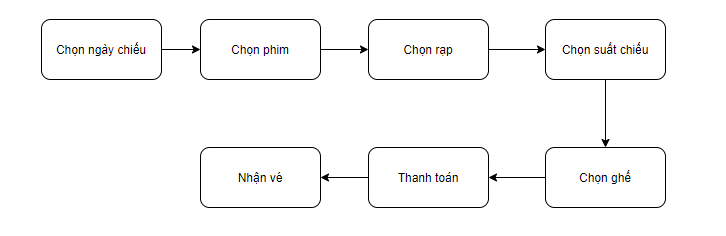 Chọn ngày chiếu
Chọn phim
Chọn rạp
Chọn suất chiếu
Chọn ghế
Thanh toán
Nhận vé